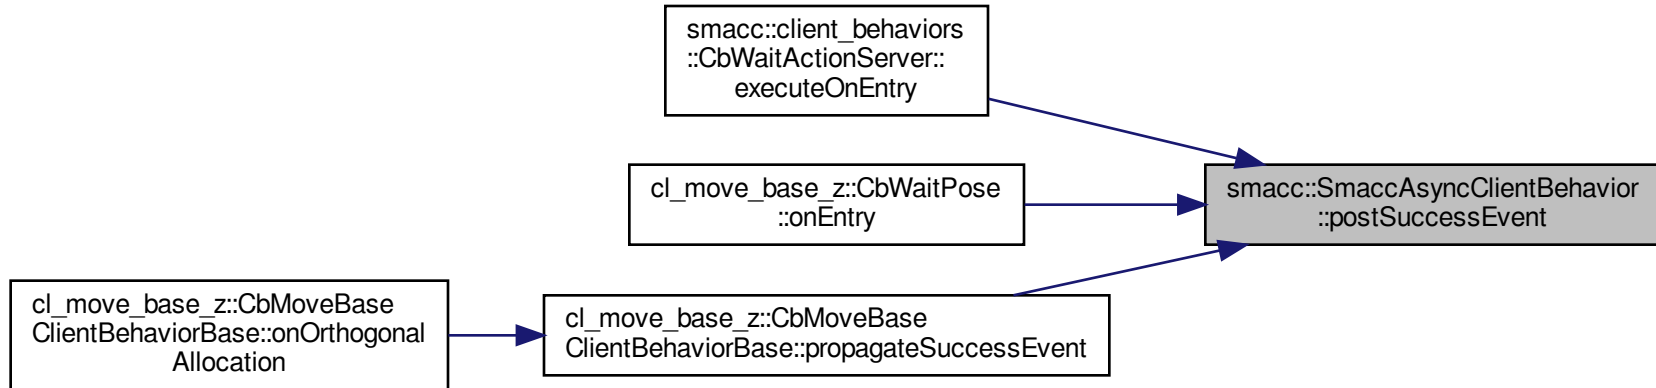 smacc::client_behaviors
::CbWaitActionServer::
executeOnEntry
cl_move_base_z::CbWaitPose
::onEntry
smacc::SmaccAsyncClientBehavior
::postSuccessEvent
cl_move_base_z::CbMoveBase
ClientBehaviorBase::onOrthogonal
Allocation
cl_move_base_z::CbMoveBase
ClientBehaviorBase::propagateSuccessEvent